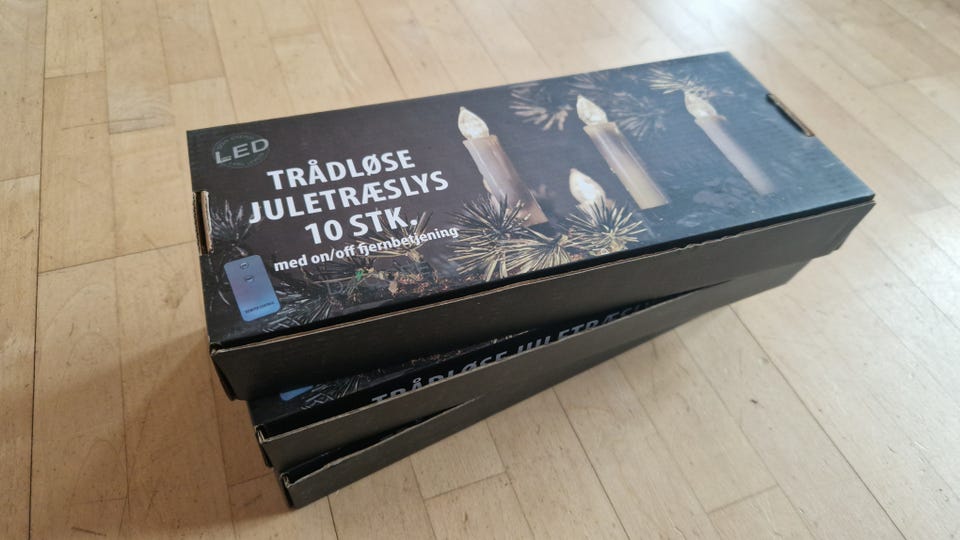 LED
TRÅDLØSE
JULETRÆSLYS
10 STK.
med on/off fjernbetjening
TRÅDLØSE JULETRÆSLYS